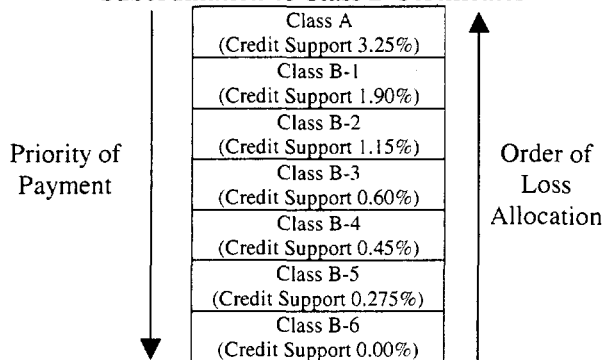 Class A
(Credit Support 3.25%)
Class B-1
(Credit Support 1.90%)
Class B-2
(Credit Support 1.15%)
Class B-3
(Credit Support 0.60%)
Class B-4
(Credit Support 0.45%)
Class B-5
(Credit Support 0.275%)
Class B-6
(Credit Support 0.00%)
Priority of
Payment
Order of
Loss
Allocation